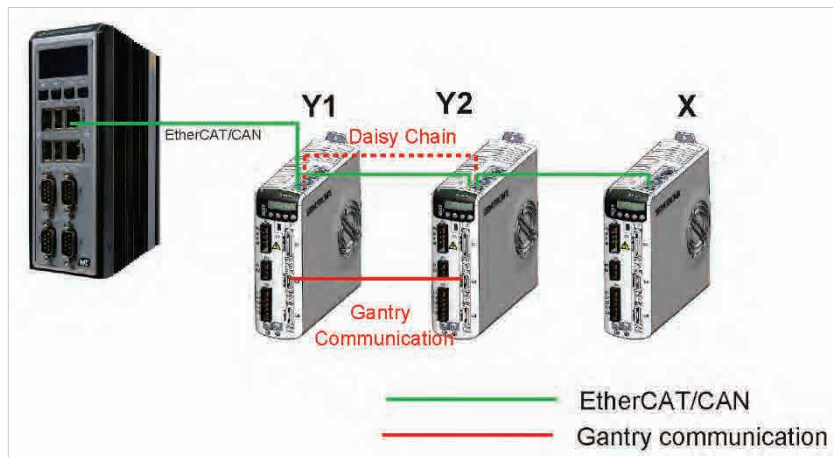 Y1
Y2
X
EtherCAT/CAN
Daisy Chain
Gantry
Communication
EtherCAT/CAN
Gantry communication